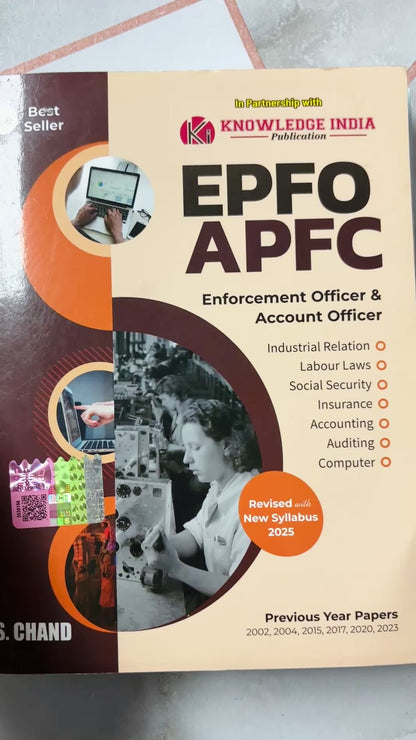 Best
Seller
In Partnership with
Ki KNOWLEDGE INDIA
Publication
EPFO
APFC
Enforcement Officer &
Account Officer
Industrial Relation
Labour Laws
Social Security
Insurance
Accounting
Auditing
Computer
Revised with
New Syllabus
2025
S. CHAND
Previous Year Papers
2002, 2004, 2015, 2017, 2020, 2023